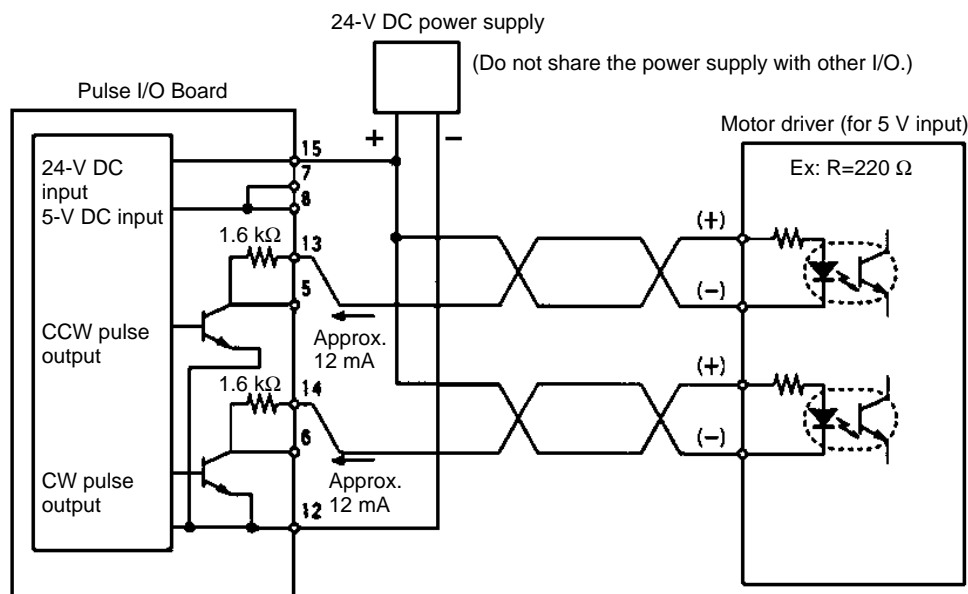 24-V DC power supply
(Do not share the power supply with other I/O.)
Pulse I/O Board
Motor driver (for 5 V input)
+
−
15
24-V DC
input
7
5-V DC input
8
Ex: R=220 Ω
1.6 kΩ
13
(+)
5
(−)
CCW pulse
output
Approx.
12 mA
1.6 kΩ
14
(+)
6
(−)
CW pulse
output
Approx.
12 mA
12